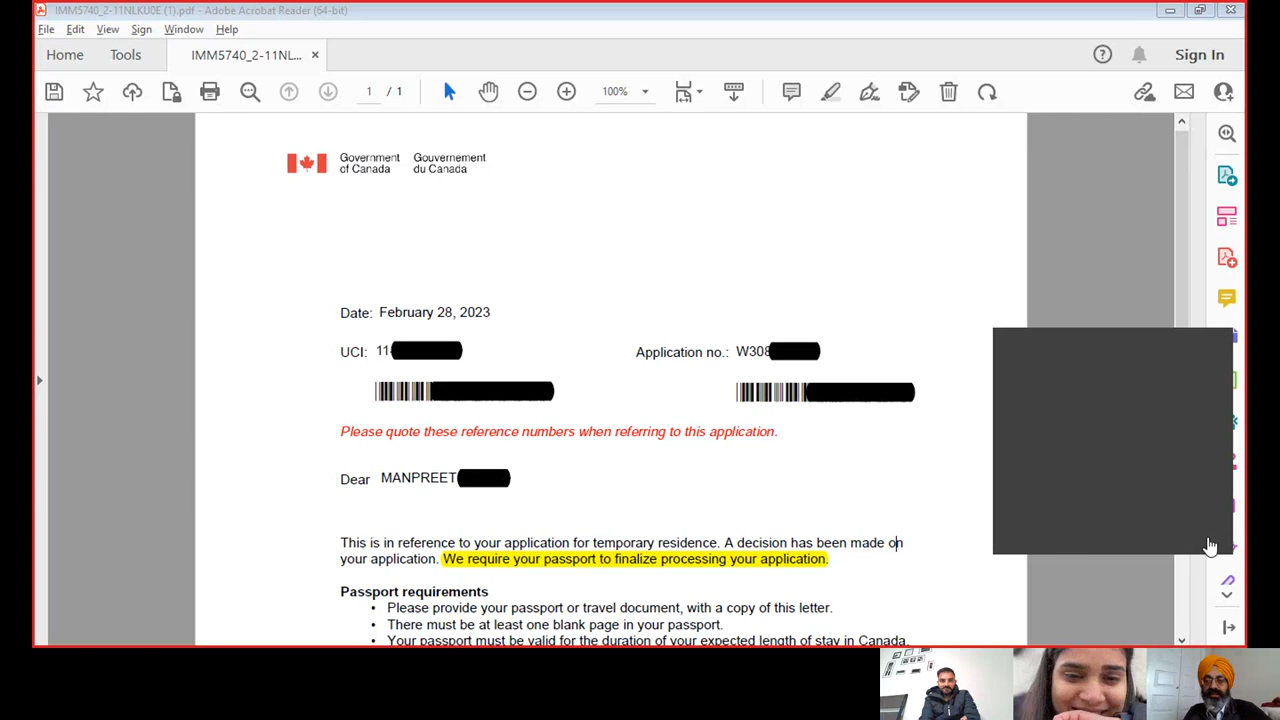 IMM5740_2-11NLKU0E (1).pdf - Adobe Acrobat Reader (64-bit)
File Edit View Sign Window Help
Home Tools IMM5740_2-11NL... × Sign In
1 / 1 100%
Government of Canada
Gouvernement du Canada
Date: February 28, 2023
UCI: 11
Application no.: W308
Please quote these reference numbers when referring to this application.
Dear MANPREET
This is in reference to your application for temporary residence. A decision has been made on
your application. We require your passport to finalize processing your application.
Passport requirements
• Please provide your passport or travel document, with a copy of this letter.
• There must be at least one blank page in your passport.
• Your passport must be valid for the duration of your expected length of stay in Canada.